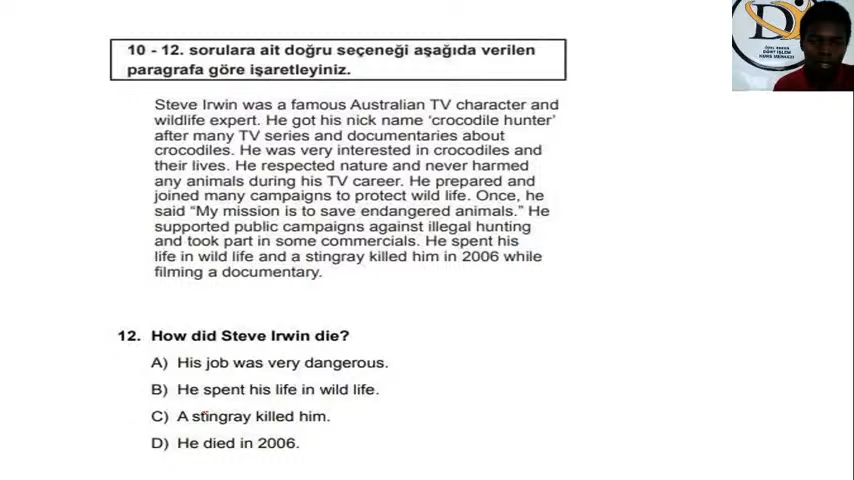 10 - 12. sorulara ait doğru seçeneği aşağıda verilen
paragrafa göre işaretleyiniz.
Steve Irwin was a famous Australian TV character and
wildlife expert. He got his nick name ‘crocodile hunter’
after many TV series and documentaries about
crocodiles. He was very interested in crocodiles and
their lives. He respected nature and never harmed
any animals during his TV career. He prepared and
joined many campaigns to protect wild life. Once, he
said “My mission is to save endangered animals.” He
supported public campaigns against illegal hunting
and took part in some commercials. He spent his
life in wild life and a stingray killed him in 2006 while
filming a documentary.
12. How did Steve Irwin die?
A) His job was very dangerous.
B) He spent his life in wild life.
C) A stingray killed him.
D) He died in 2006.